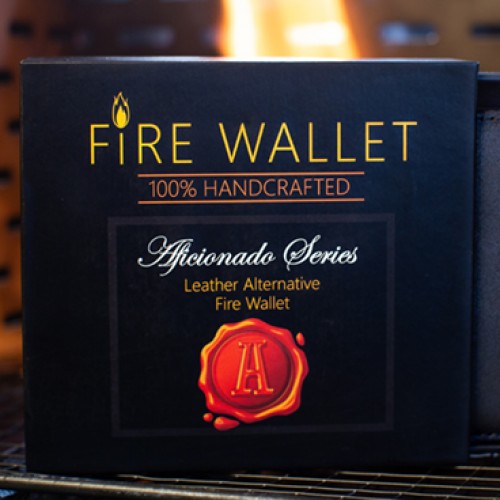 FIRE WALLET
100% HANDCRAFTED
Aficionado Series
Leather Alternative
Fire Wallet
A